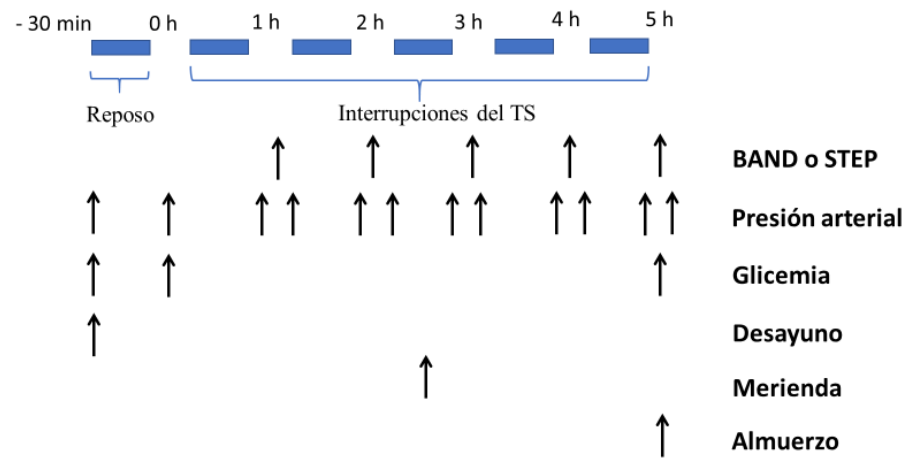 - 30 min 0 h 1 h 2 h 3 h 4 h 5 h
Reposo Interrupciones del TS
BAND o STEP
Presión arterial
Glicemia
Desayuno
Merienda
Almuerzo